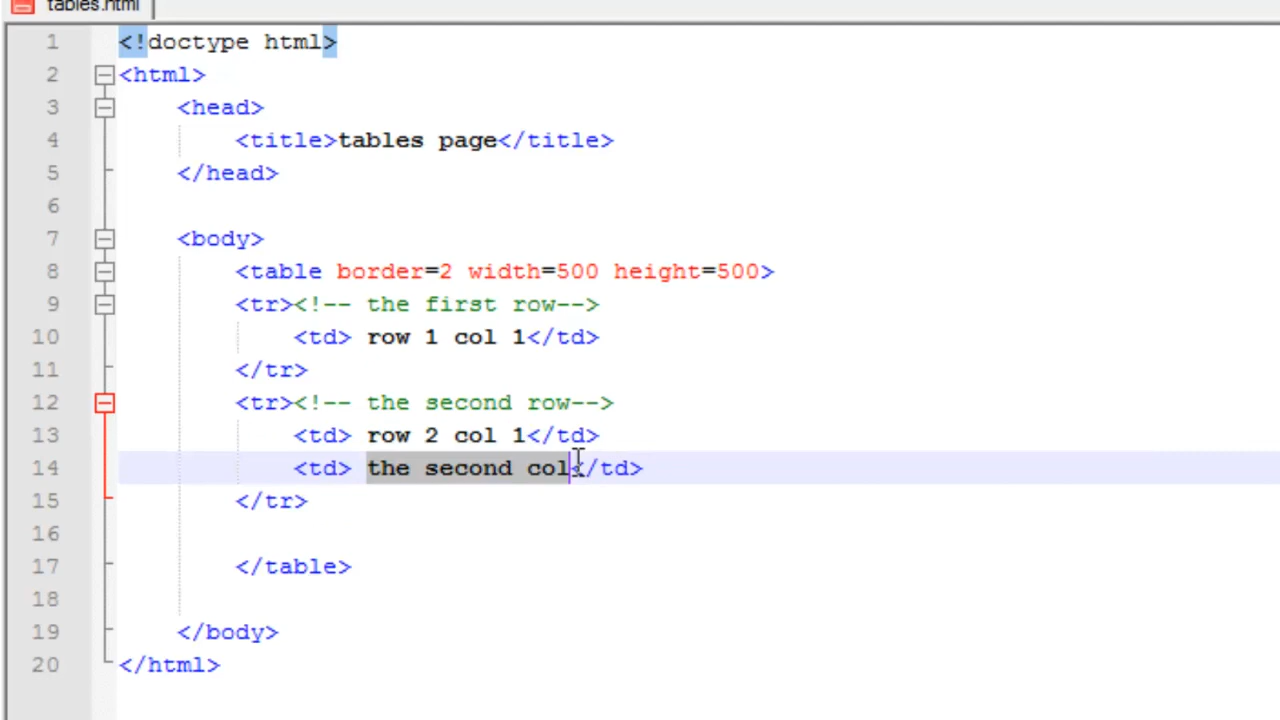 tables.html
1 <!doctype html>
2 <html>
3 <head>
4 <title>tables page</title>
5 </head>
6
7 <body>
8 <table border=2 width=500 height=500>
9 <tr><!-- the first row-->
10 <td> row 1 col 1</td>
11 </tr>
12 <tr><!-- the second row-->
13 <td> row 2 col 1</td>
14 <td> the second col</td>
15 </tr>
16
17 </table>
18
19 </body>
20 </html>